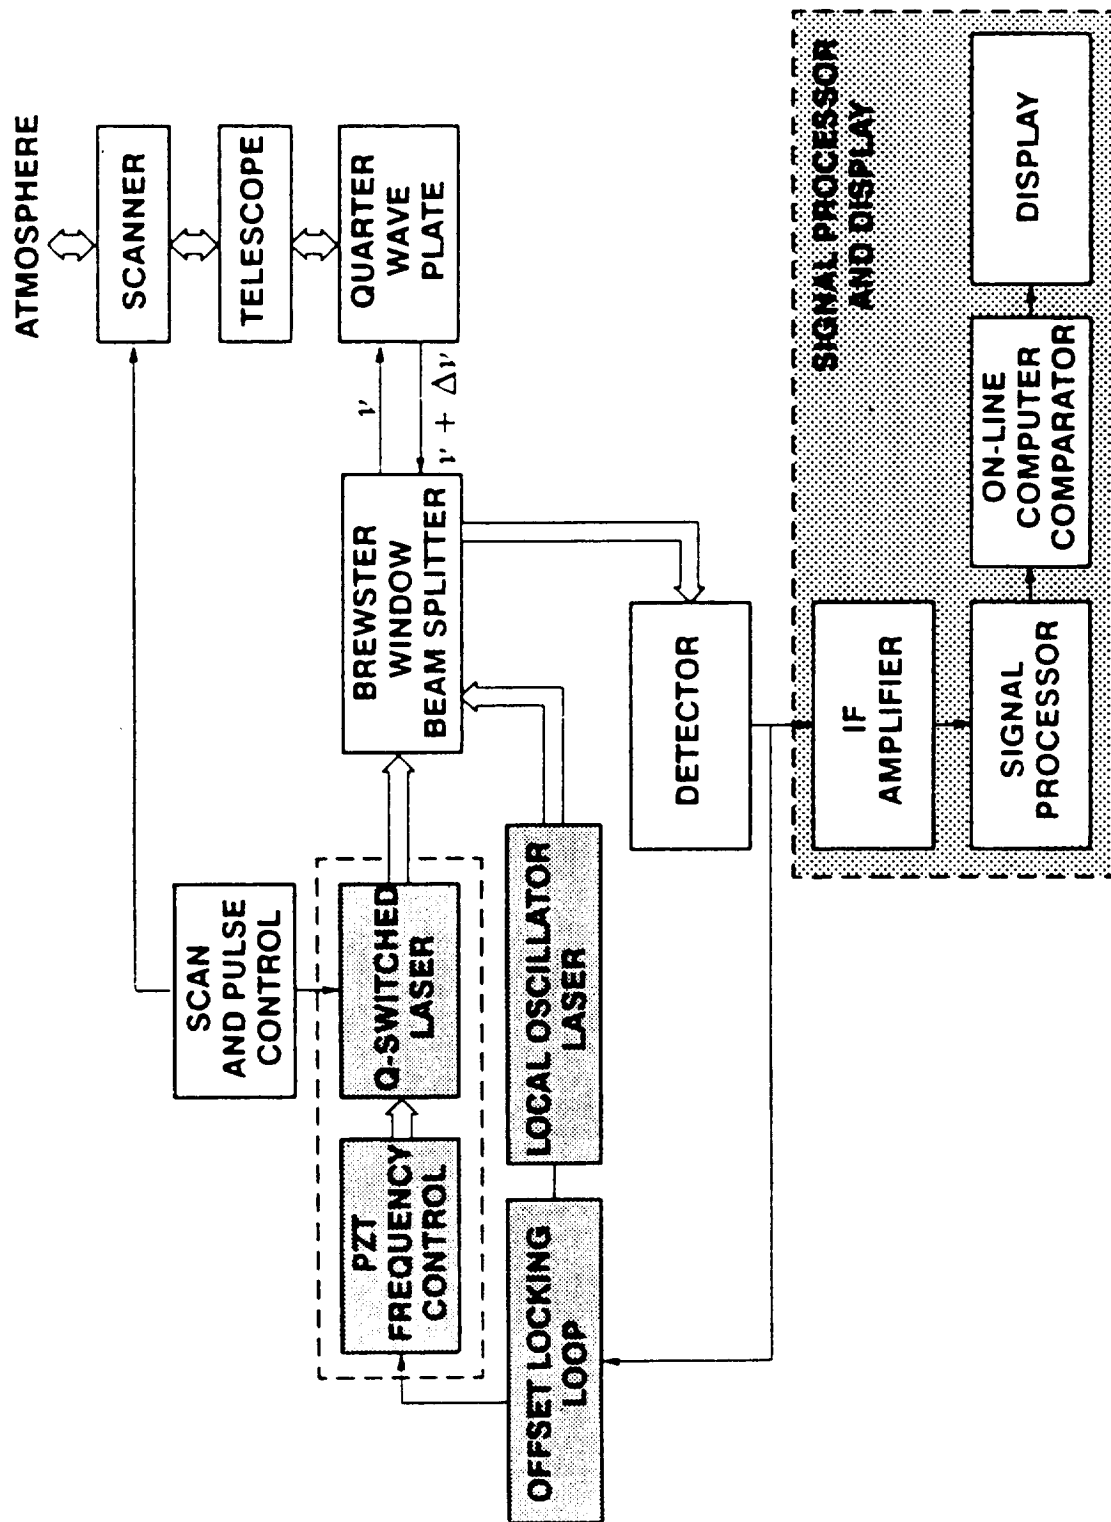 ATMOSPHERE
SCANNER
TELESCOPE
QUARTER
WAVE
PLATE
SCAN
AND PULSE
CONTROL
PZT
FREQUENCY
CONTROL
Q-SWITCHED
LASER
BREWSTER
WINDOW
BEAM SPLITTER
ν
ν + Δν
OFFSET LOCKING
LOOP
LOCAL OSCILLATOR
LASER
DETECTOR
SIGNAL PROCESSOR
AND DISPLAY
IF
AMPLIFIER
SIGNAL
PROCESSOR
ON-LINE
COMPUTER
COMPARATOR
DISPLAY